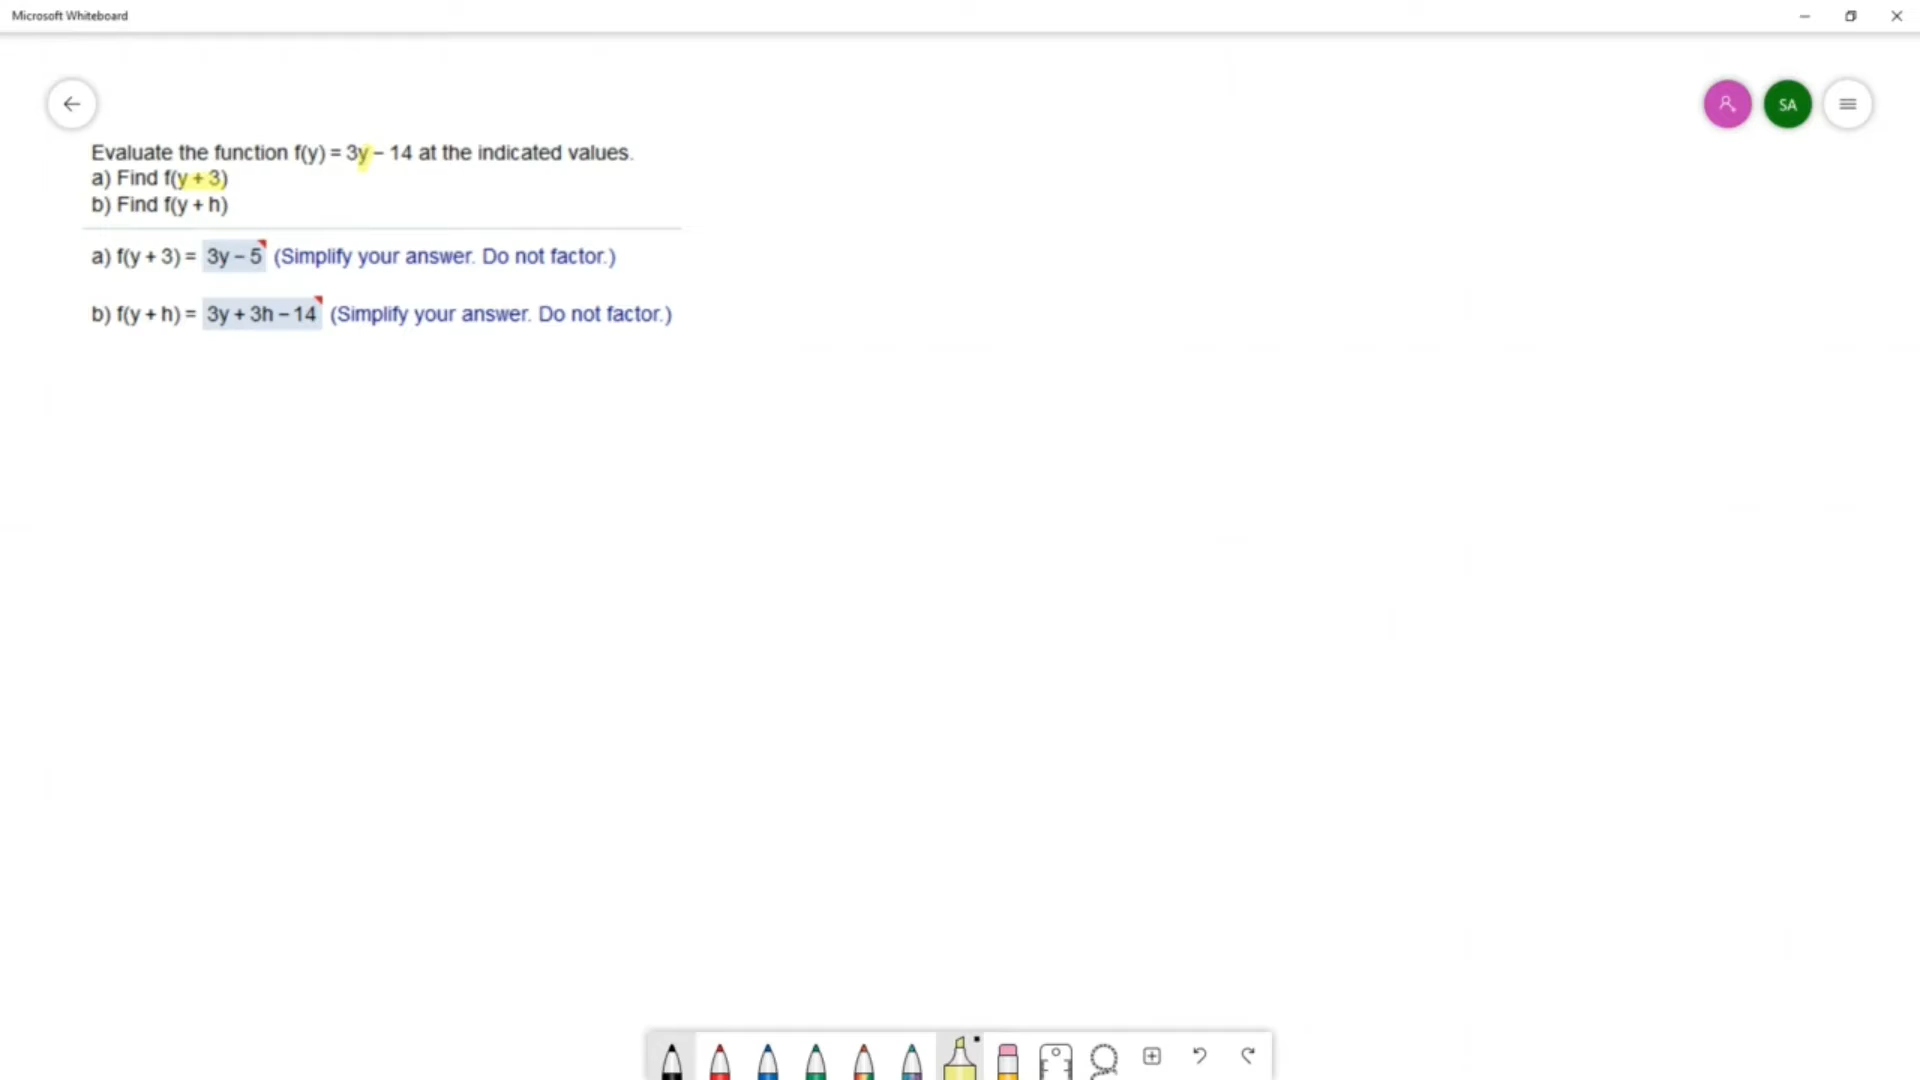 Microsoft Whiteboard
SA
Evaluate the function f(y) = 3y – 14 at the indicated values.
a) Find f(y + 3)
b) Find f(y + h)
a) f(y + 3) = 3y – 5 (Simplify your answer. Do not factor.)
b) f(y + h) = 3y + 3h – 14 (Simplify your answer. Do not factor.)